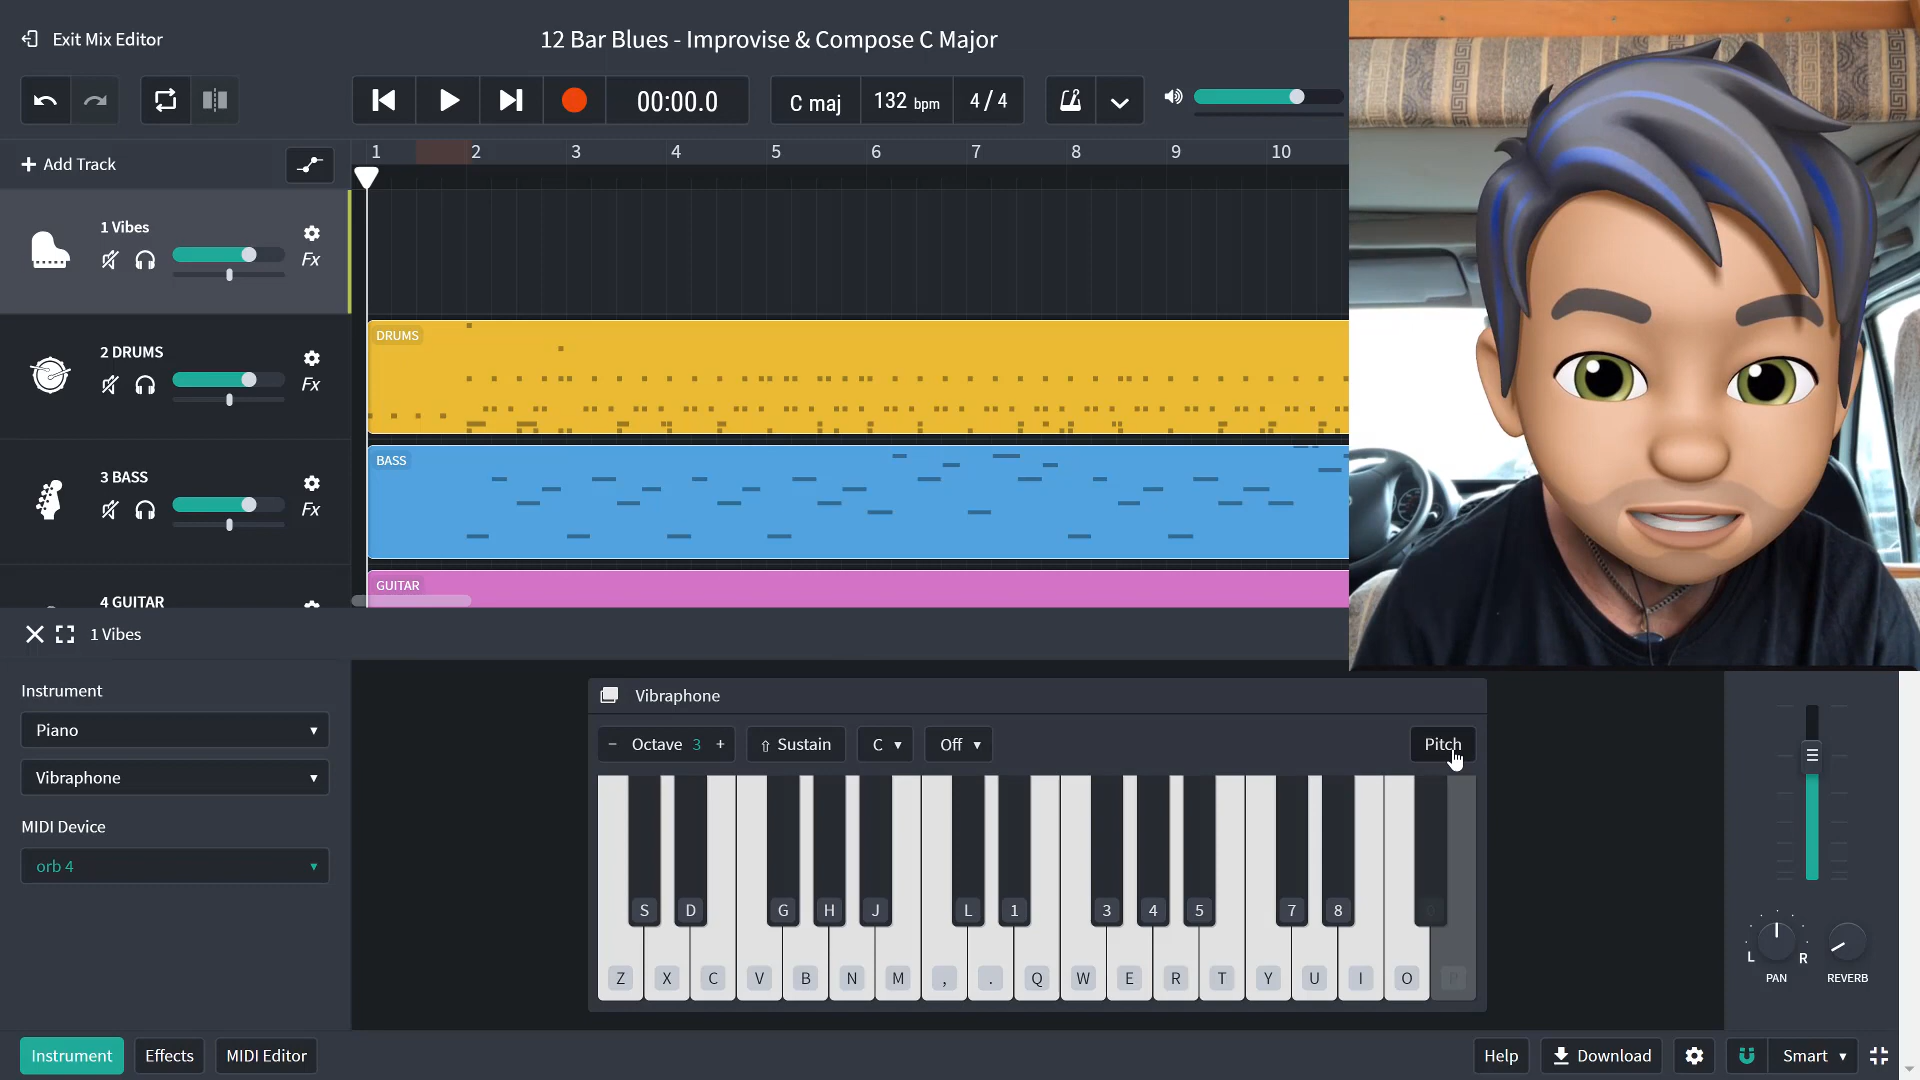 Exit Mix Editor
12 Bar Blues - Improvise & Compose C Major
00:00.0
C maj
132 bpm
4 / 4
+ Add Track
1 2 3 4 5 6 7 8 9 10
1 Vibes
Fx
DRUMS
2 DRUMS
Fx
BASS
3 BASS
Fx
GUITAR
4 GUITAR
1 Vibes
Instrument
Piano
Vibraphone
MIDI Device
orb 4
Vibraphone
− Octave 3 +
⇧ Sustain
C
Off
Pitch
S D G H J L 1 3 4 5 7 8
Z X C V B N M , . Q W E R T Y U I O P
L R
PAN
REVERB
Instrument
Effects
MIDI Editor
Help
Download
Smart